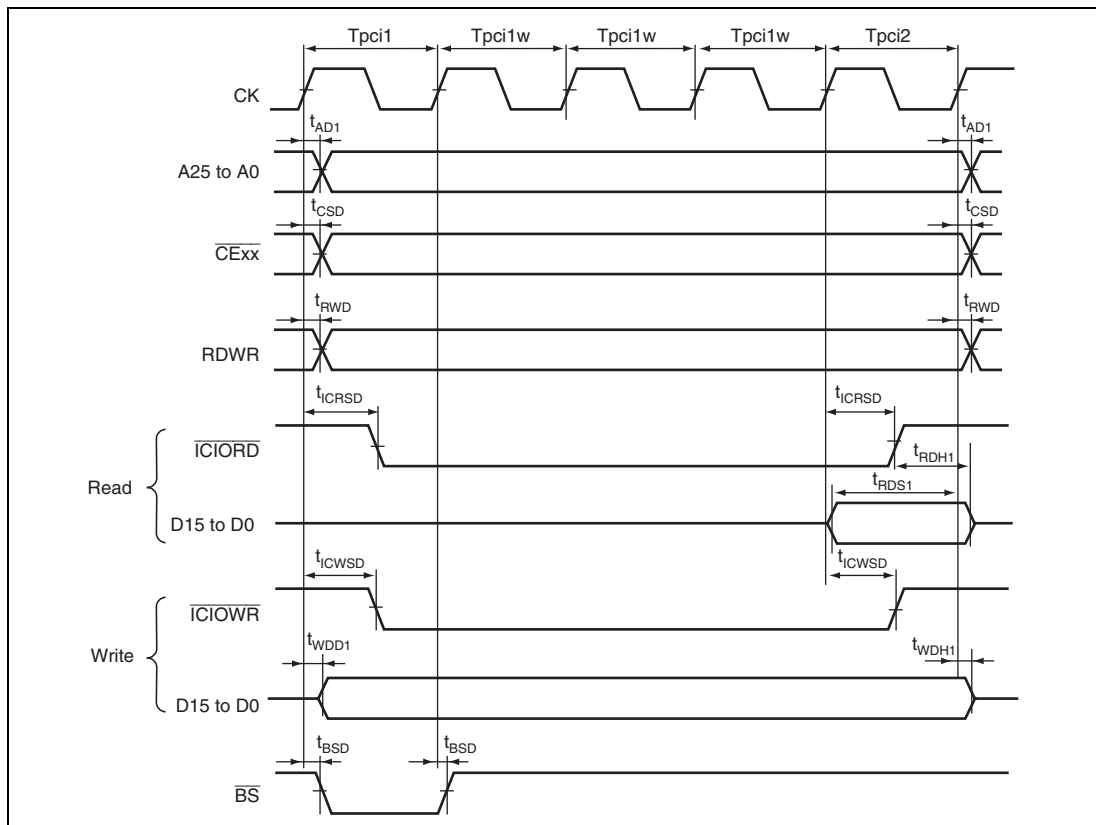 Tpci1 Tpci1w Tpci1w Tpci1w Tpci2
CK
tAD1 tAD1
A25 to A0
tCSD tCSD
CExx
tRWD tRWD
RDWR
tICRSD tICRSD
ICIORD
tRDH1
Read
tRDS1
D15 to D0
tICWSD tICWSD
ICIOWR
Write
tWDD1 tWDH1
D15 to D0
tBSD tBSD
BS